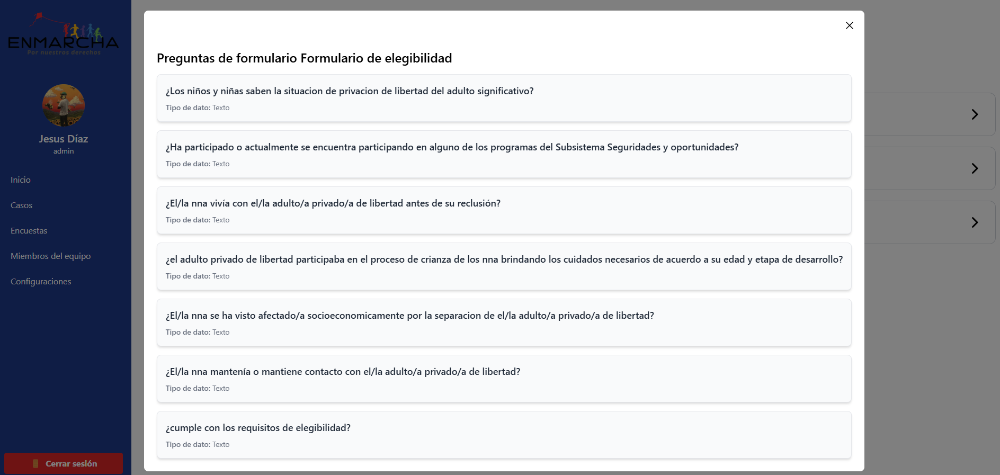 ENMARCHA
Por nuestros derechos
Jesus Díaz
admin
Inicio
Casos
Encuestas
Miembros del equipo
Configuraciones
Cerrar sesión
Preguntas de formulario Formulario de elegibilidad
¿Los niños y niñas saben la situacion de privacion de libertad del adulto significativo?
Tipo de dato: Texto
¿Ha participado o actualmente se encuentra participando en alguno de los programas del Subsistema Seguridades y oportunidades?
Tipo de dato: Texto
¿El/la nna vivía con el/la adulto/a privado/a de libertad antes de su reclusión?
Tipo de dato: Texto
¿el adulto privado de libertad participaba en el proceso de crianza de los nna brindando los cuidados necesarios de acuerdo a su edad y etapa de desarrollo?
Tipo de dato: Texto
¿El/la nna se ha visto afectado/a socioeconomicamente por la separacion de el/la adulto/a privado/a de libertad?
Tipo de dato: Texto
¿El/la nna mantenía o mantiene contacto con el/la adulto/a privado/a de libertad?
Tipo de dato: Texto
¿cumple con los requisitos de elegibilidad?
Tipo de dato: Texto